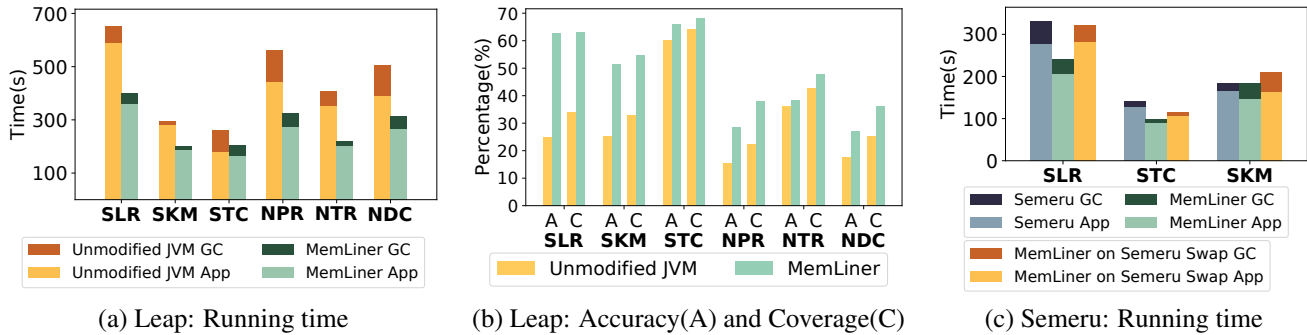 700
500
300
100
Time(s)
SLR SKM STC NPR NTR NDC
Unmodified JVM GC
MemLiner GC
Unmodified JVM App
MemLiner App
(a) Leap: Running time
70
60
50
40
30
20
10
0
Percentage(%)
A C A C A C A C A C A C
SLR SKM STC NPR NTR NDC
Unmodified JVM
MemLiner
(b) Leap: Accuracy(A) and Coverage(C)
300
200
100
0
Time(s)
SLR STC SKM
Semeru GC
MemLiner GC
Semeru App
MemLiner App
MemLiner on Semeru Swap GC
MemLiner on Semeru Swap App
(c) Semeru: Running time